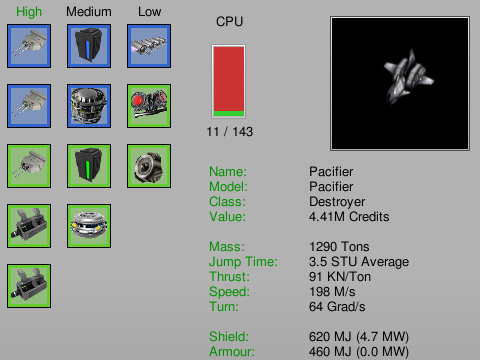 High Medium Low
CPU
11 / 143
Name: Pacifier
Model: Pacifier
Class: Destroyer
Value: 4.41M Credits
Mass: 1290 Tons
Jump Time: 3.5 STU Average
Thrust: 91 KN/Ton
Speed: 198 M/s
Turn: 64 Grad/s
Shield: 620 MJ (4.7 MW)
Armour: 460 MJ (0.0 MW)